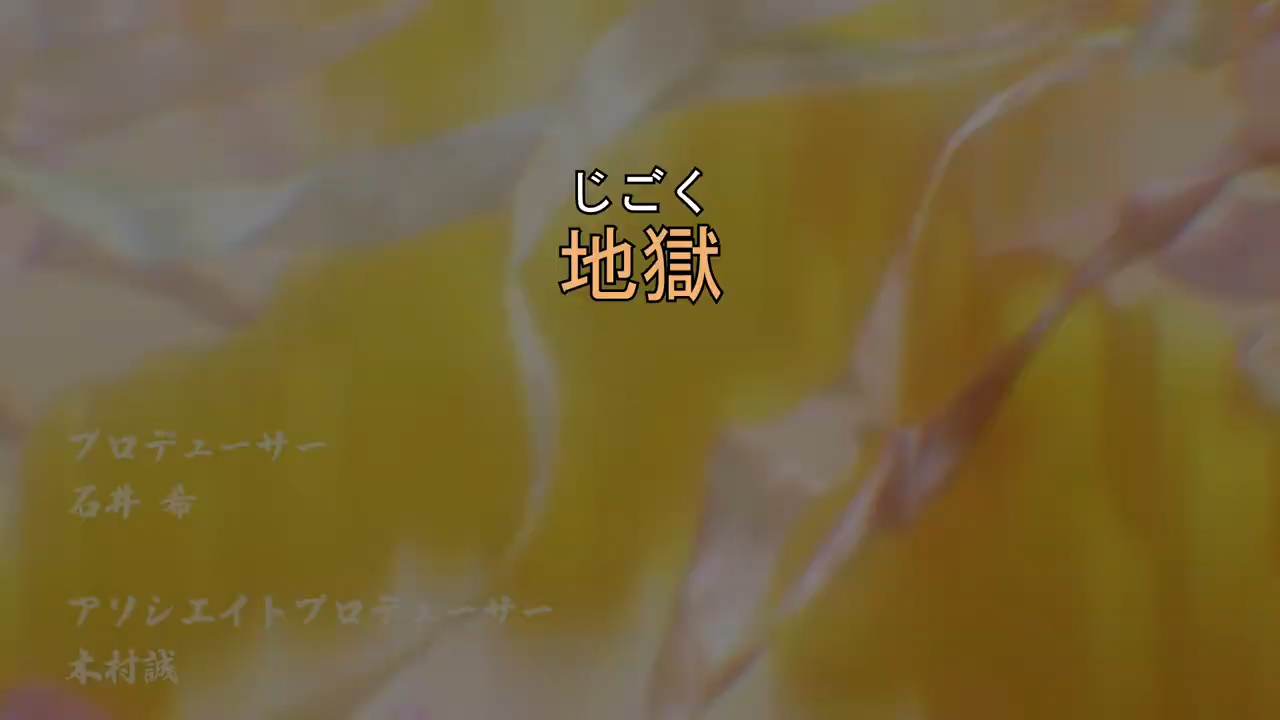 じごく
地獄
プロデューサー
石井 希
アソシエイトプロデューサー
木村誠